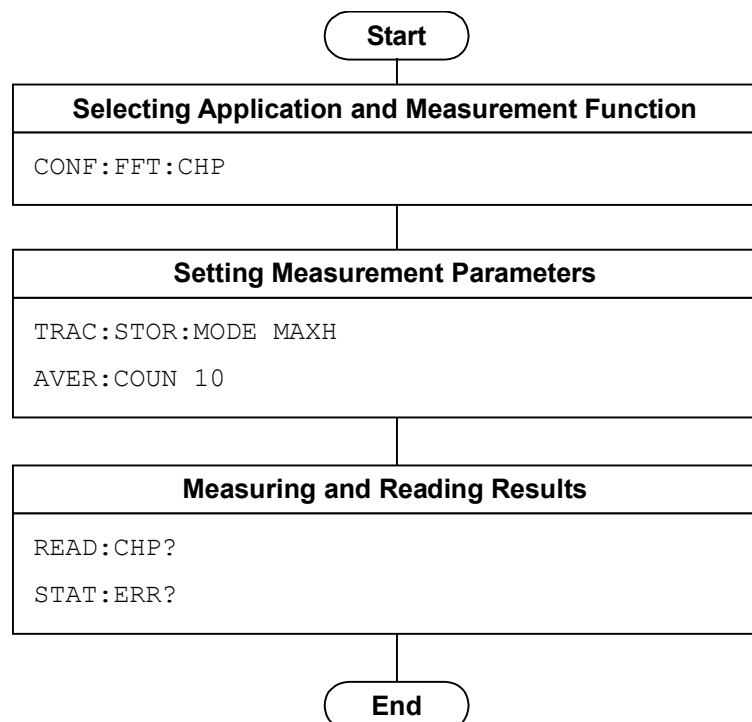 Start
Selecting Application and Measurement Function
CONF:FFT:CHP
Setting Measurement Parameters
TRAC:STOR:MODE MAXH
AVER:COUN 10
Measuring and Reading Results
READ:CHP?
STAT:ERR?
End